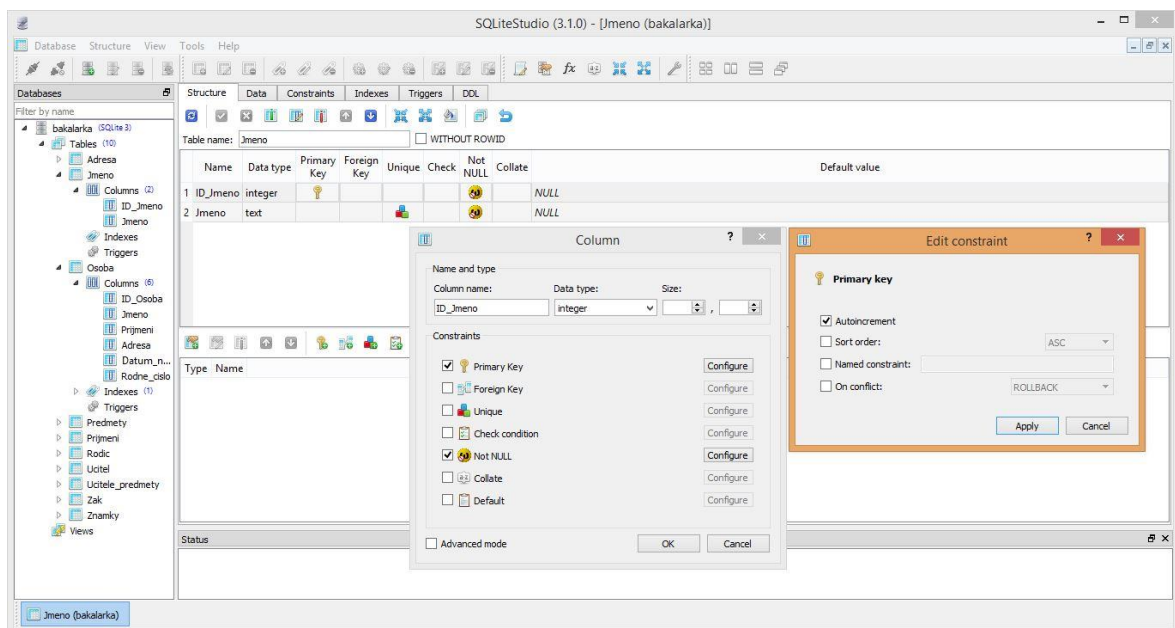 SQLiteStudio (3.1.0) - [Jmeno (bakalarka)]
Database Structure View Tools Help
Databases
Filter by name
bakalarka (SQLite 3)
Tables (10)
Adresa
Jmeno
Columns (2)
ID_Jmeno
Jmeno
Indexes
Triggers
Osoba
Columns (6)
ID_Osoba
Jmeno
Prijmeni
Adresa
Datum_n...
Rodne_cislo
Indexes (1)
Triggers
Predmety
Prijmeni
Rodic
Ucitel
Ucitele_predmety
Zak
Znamky
Views
Structure Data Constraints Indexes Triggers DDL
Table name: Jmeno WITHOUT ROWID
Name Data type Primary Key Foreign Key Unique Check Not NULL Collate Default value
1 ID_Jmeno integer NULL
2 Jmeno text NULL
Type Name
Column ?
Name and type
Column name: Data type: Size:
ID_Jmeno integer ,
Constraints
Primary Key Configure
Foreign Key Configure
Unique Configure
Check condition Configure
Not NULL Configure
Collate Configure
Default Configure
Advanced mode OK Cancel
Edit constraint ?
Primary key
Autoincrement
Sort order: ASC
Named constraint:
On conflict: ROLLBACK
Apply Cancel
Status
Jmeno (bakalarka)